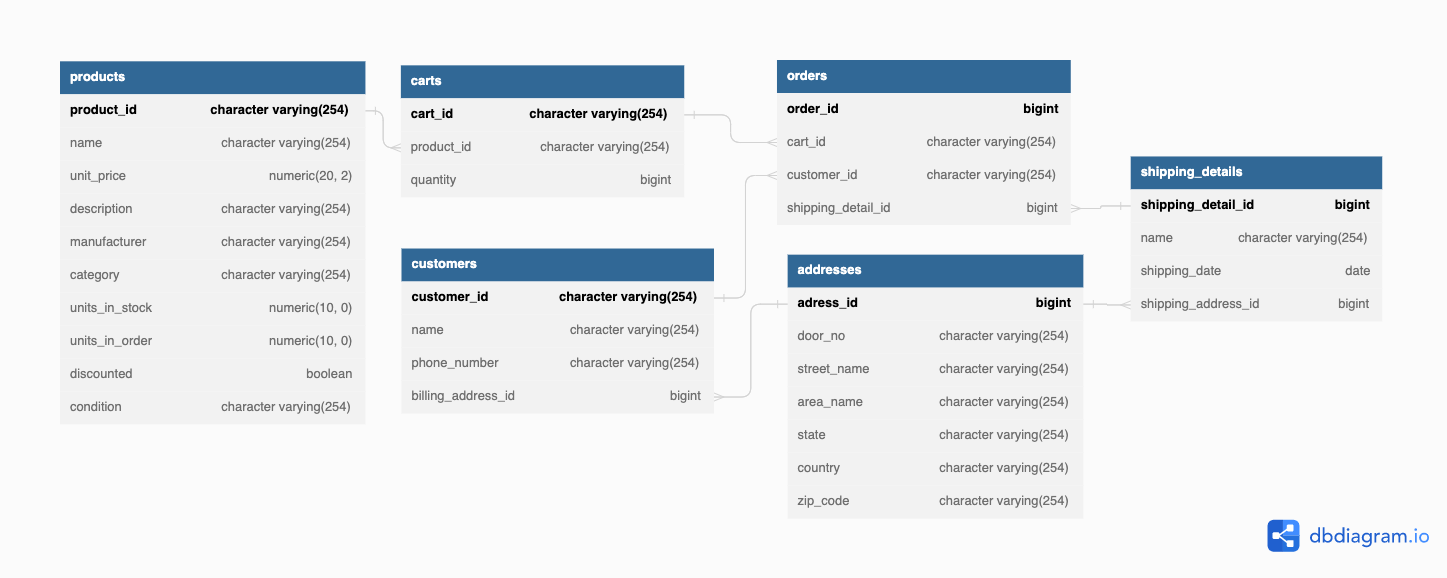 products
product_id character varying(254)
name character varying(254)
unit_price numeric(20, 2)
description character varying(254)
manufacturer character varying(254)
category character varying(254)
units_in_stock numeric(10, 0)
units_in_order numeric(10, 0)
discounted boolean
condition character varying(254)
carts
cart_id character varying(254)
product_id character varying(254)
quantity bigint
customers
customer_id character varying(254)
name character varying(254)
phone_number character varying(254)
billing_address_id bigint
orders
order_id bigint
cart_id character varying(254)
customer_id character varying(254)
shipping_detail_id bigint
addresses
adress_id bigint
door_no character varying(254)
street_name character varying(254)
area_name character varying(254)
state character varying(254)
country character varying(254)
zip_code character varying(254)
shipping_details
shipping_detail_id bigint
name character varying(254)
shipping_date date
shipping_address_id bigint
dbdiagram.io